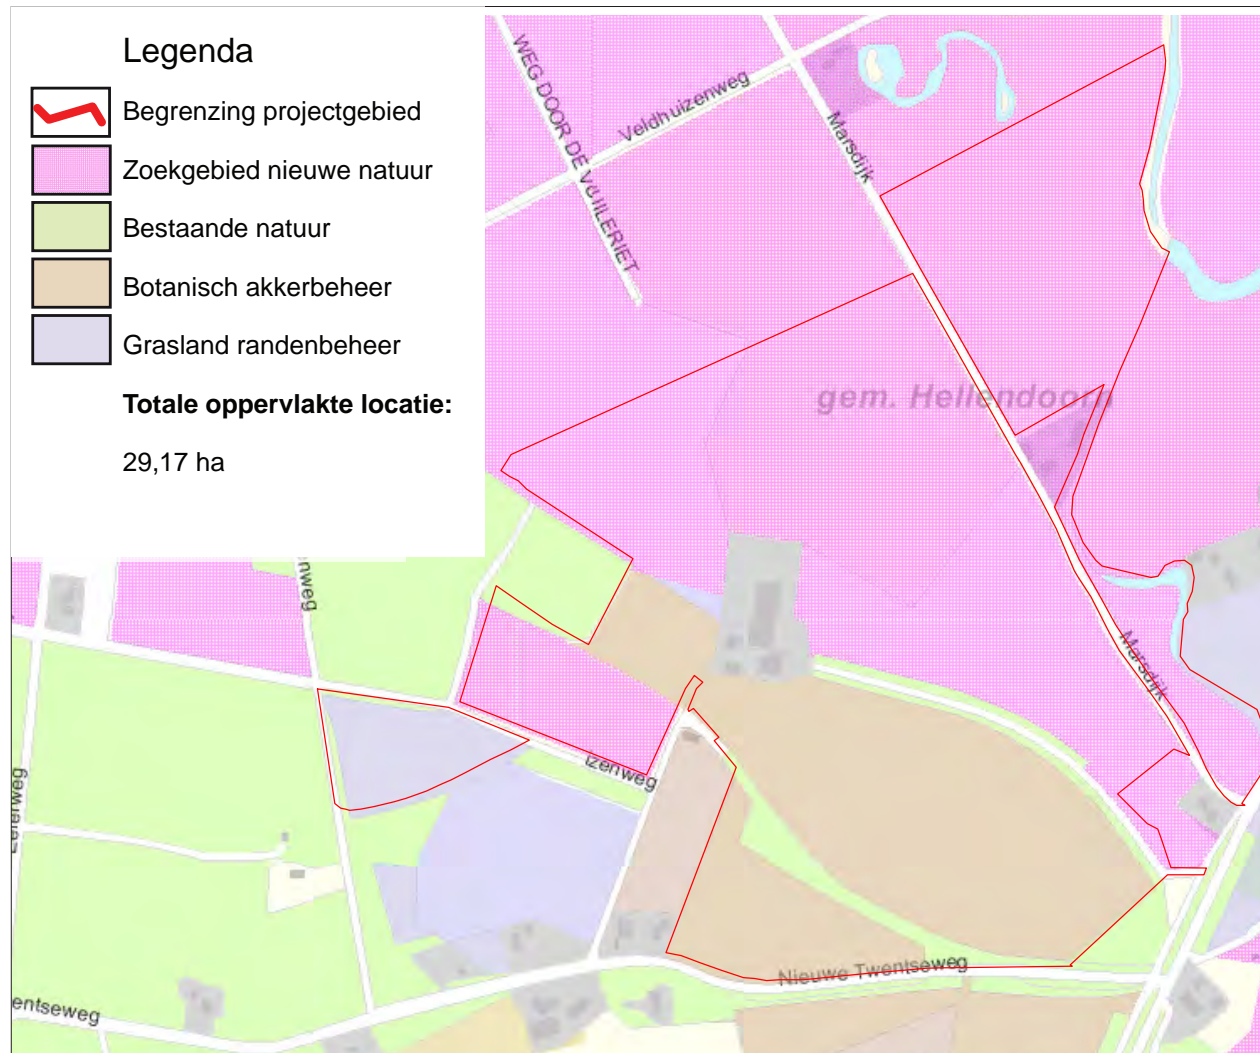 Legenda
Begrenzing projectgebied
Zoekgebied nieuwe natuur
Bestaande natuur
Botanisch akkerbeheer
Grasland randenbeheer
Totale oppervlakte locatie:
29,17 ha
WEG DOOR DE
Veldhuizenweg
Marsdijk
gem. Hellendoorn
nweg
Marsdijk
Izenweg
Nieuwe Twentseweg
entseweg